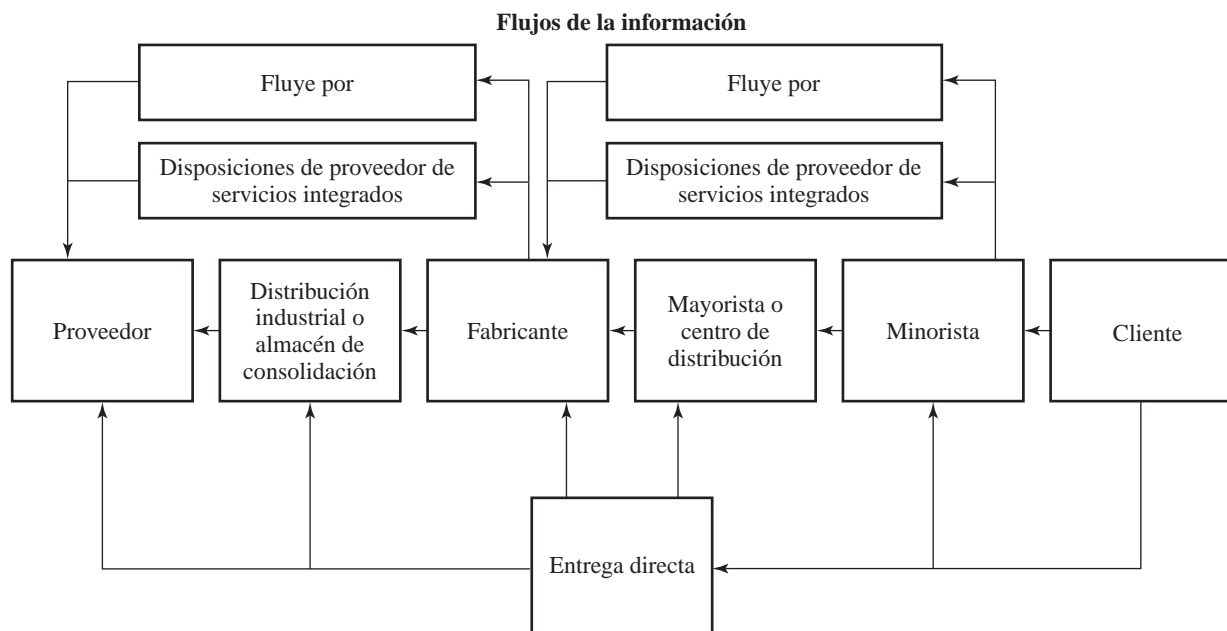 Flujos de la información
Fluye por
Fluye por
Disposiciones de proveedor de
servicios integrados
Disposiciones de proveedor de
servicios integrados
Proveedor
Distribución
industrial o
almacén de
consolidación
Fabricante
Mayorista o
centro de
distribución
Minorista
Cliente
Entrega directa